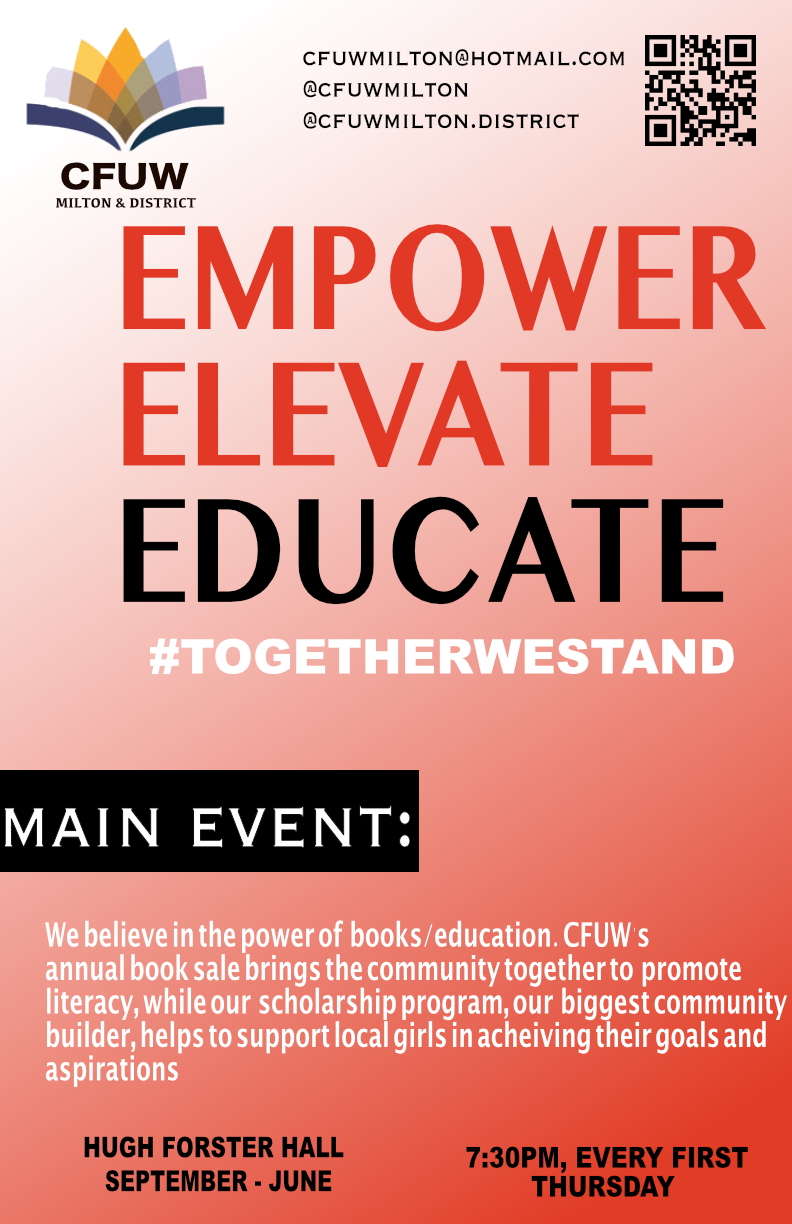 CFUWMILTON@HOTMAIL.COM
@CFUWMILTON
@CFUWMILTON.DISTRICT
CFUW
MILTON & DISTRICT
EMPOWER
ELEVATE
EDUCATE
#TOGETHERWESTAND
MAIN EVENT:
We believe in the power of books/education. CFUW's
annual book sale brings the community together to promote
literacy, while our scholarship program, our biggest community
builder, helps to support local girls in acheiving their goals and
aspirations
HUGH FORSTER HALL
SEPTEMBER - JUNE
7:30PM, EVERY FIRST
THURSDAY